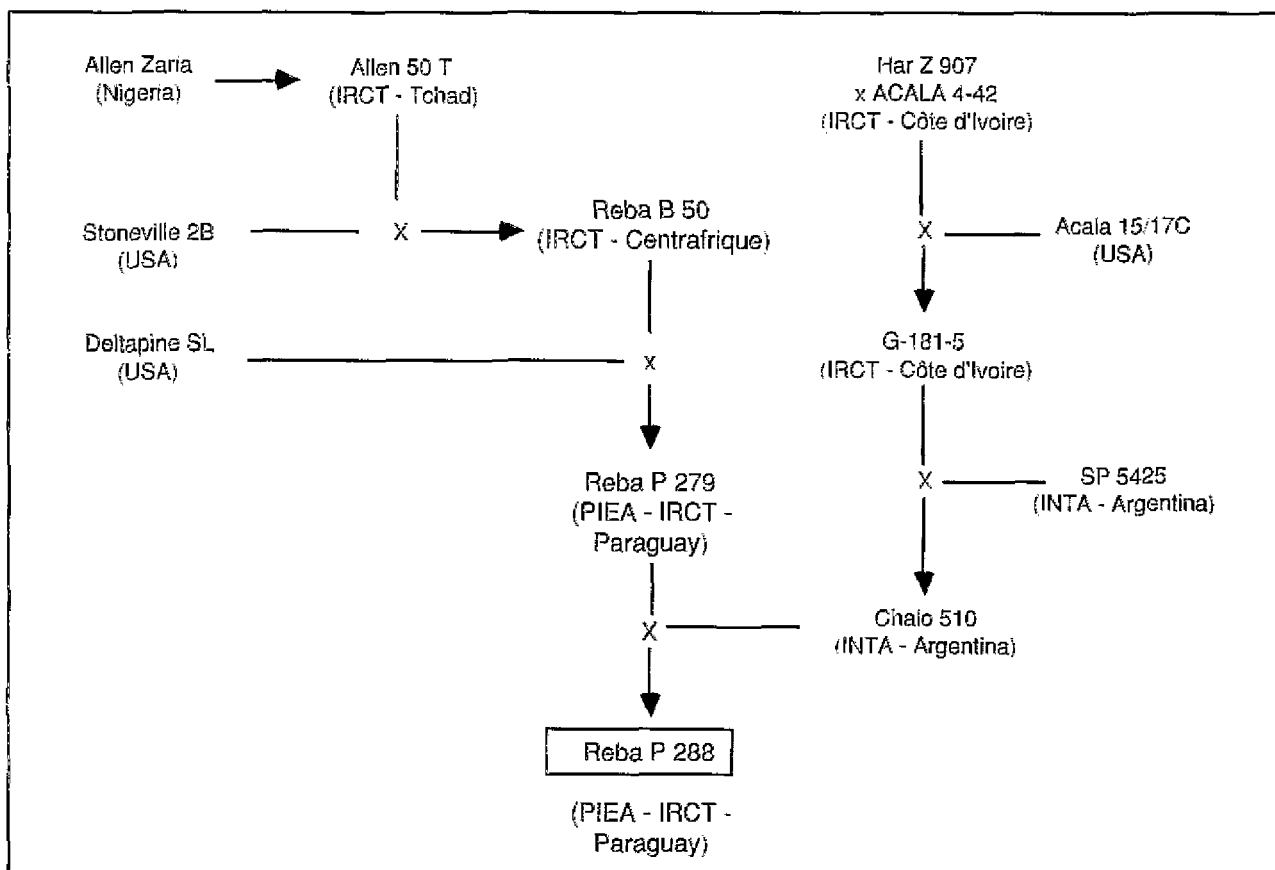 Allen Zaria
(Nigeria)
Allen 50 T
(IRCT - Tchad)
Har Z 907
x ACALA 4-42
(IRCT - Côte d'Ivoire)
Stoneville 2B
(USA)
X
Reba B 50
(IRCT - Centrafrique)
X
Acala 15/17C
(USA)
Deltapine SL
(USA)
x
G-181-5
(IRCT - Côte d'Ivoire)
Reba P 279
(PIEA - IRCT -
Paraguay)
X
SP 5425
(INTA - Argentina)
X
Chaio 510
(INTA - Argentina)
Reba P 288
(PIEA - IRCT -
Paraguay)